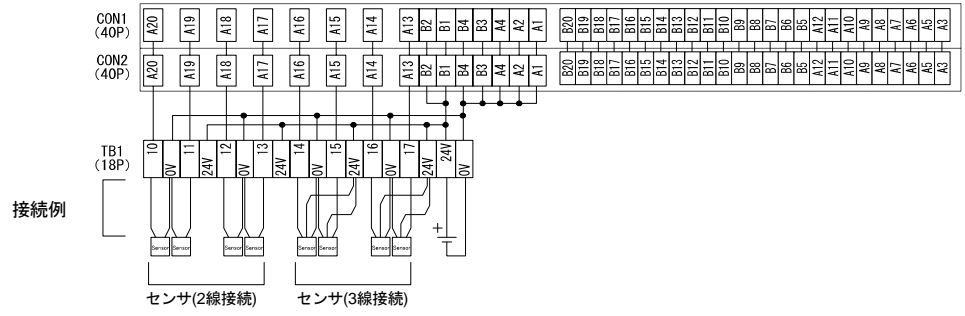 CON1
(40P)
A20 A19 A18 A17 A16 A15 A14 A13 B2 B1 B4 B3 A4 A2 A1 B20 B19 B18 B17 B16 B15 B14 B13 B12 B11 B10 B9 B8 B7 B6 B5 A12 A11 A10 A9 A8 A7 A6 A5 A3
CON2
(40P)
A20 A19 A18 A17 A16 A15 A14 A13 B2 B1 B4 B3 A4 A2 A1 B20 B19 B18 B17 B16 B15 B14 B13 B12 B11 B10 B9 B8 B7 B6 B5 A12 A11 A10 A9 A8 A7 A6 A5 A3
TB1
(18P)
10 0V 11 24V 12 0V 13 24V 14 0V 15 24V 16 0V 17 24V 24V 0V
接続例
+
Sensor Sensor Sensor Sensor Sensor Sensor Sensor Sensor
センサ(2線接続) センサ(3線接続)